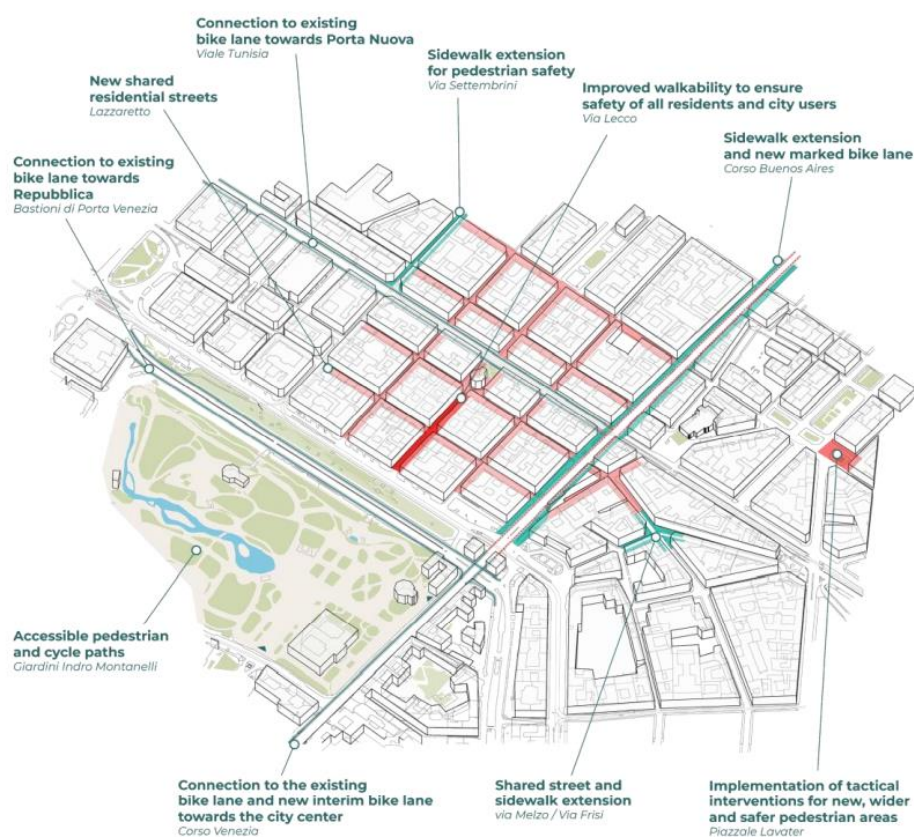 Connection to existing
bike lane towards Porta Nuova
Viale Tunisia
Sidewalk extension
for pedestrian safety
Via Settembrini
New shared
residential streets
Lazzaretto
Improved walkability to ensure
safety of all residents and city users
Via Lecco
Sidewalk extension
and new marked bike lane
Corso Buenos Aires
Connection to existing
bike lane towards
Repubblica
Bastioni di Porta Venezia
Accessible pedestrian
and cycle paths
Giardini Indro Montanelli
Connection to the existing
bike lane and new interim bike lane
towards the city center
Corso Venezia
Shared street and
sidewalk extension
via Melzo / Via Frisi
Implementation of tactical
interventions for new, wider
and safer pedestrian areas
Piazzale Lavater